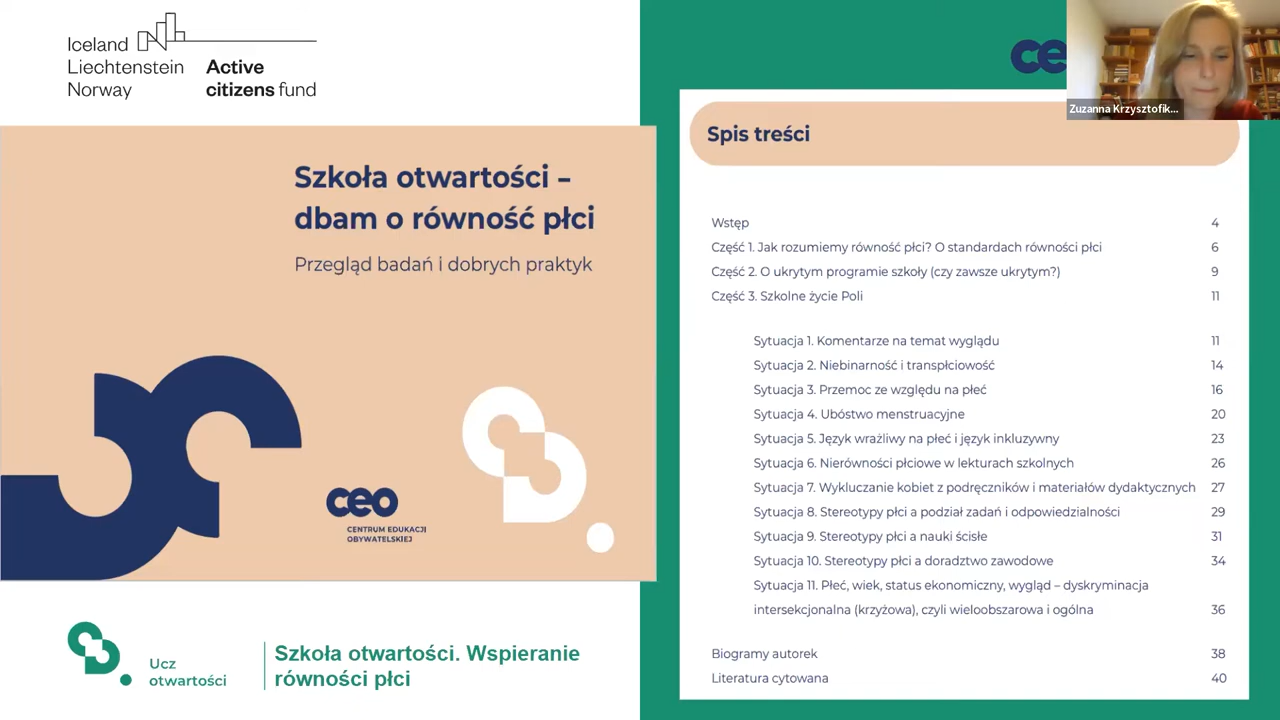 Iceland
Liechtenstein
Norway
Active
citizens fund
Szkoła otwartości –
dbam o równość płci
Przegląd badań i dobrych praktyk
ceo
CENTRUM EDUKACJI
OBYWATELSKIEJ
Ucz
otwartości
Szkoła otwartości. Wspieranie
równości płci
ce
Zuzanna Krzysztofik...
Spis treści
Wstęp 4
Część 1. Jak rozumiemy równość płci? O standardach równości płci 6
Część 2. O ukrytym programie szkoły (czy zawsze ukrytym?) 9
Część 3. Szkolne życie Poli 11
Sytuacja 1. Komentarze na temat wyglądu 11
Sytuacja 2. Niebinarność i transpłciowość 14
Sytuacja 3. Przemoc ze względu na płeć 16
Sytuacja 4. Ubóstwo menstruacyjne 20
Sytuacja 5. Język wrażliwy na płeć i język inkluzywny 23
Sytuacja 6. Nierówności płciowe w lekturach szkolnych 26
Sytuacja 7. Wykluczanie kobiet z podręczników i materiałów dydaktycznych 27
Sytuacja 8. Stereotypy płci a podział zadań i odpowiedzialności 29
Sytuacja 9. Stereotypy płci a nauki ścisłe 31
Sytuacja 10. Stereotypy płci a doradztwo zawodowe 34
Sytuacja 11. Płeć, wiek, status ekonomiczny, wygląd – dyskryminacja
intersekcjonalna (krzyżowa), czyli wieloobszarowa i ogólna 36
Biogramy autorek 38
Literatura cytowana 40